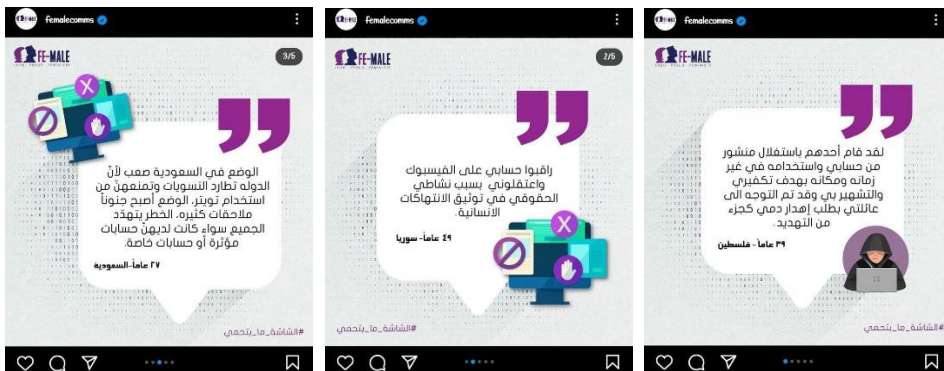 femalecomms
FE-MALE
3/5
الوضع في السعودية صعب لأنّ
الدوله تطارد النسويات وتمنعهنّ من
استخدام تويتر، الوضع أصبح جنوناً
ملاحقات كثيره، الخطر يتهدّد
الجميع سواء كانت لديهنّ حسابات
مؤثرة أو حسابات خاصة.
٢٧ عاماً-السعودية
#الشاشة_ما_بتحمي
femalecomms
FE-MALE
2/5
راقبوا حسابي على الفيسبوك
واعتقلوني بسبب نشاطي
الحقوقي في توثيق الانتهاكات
الانسانية.
٤٩ عاماً- سوريا
#الشاشة_ما_بتحمي
femalecomms
FE-MALE
لقد قام أحدهم باستغلال منشور
من حسابي واستخدامه في غير
زمانه ومكانه بهدف تكفيري
والتشهير بي وقد تم التوجه الى
عائلتي بطلب إهدار دمي كجزء
من التهديد.
٣٩ عاماً - فلسطين
#الشاشة_ما_بتحمي